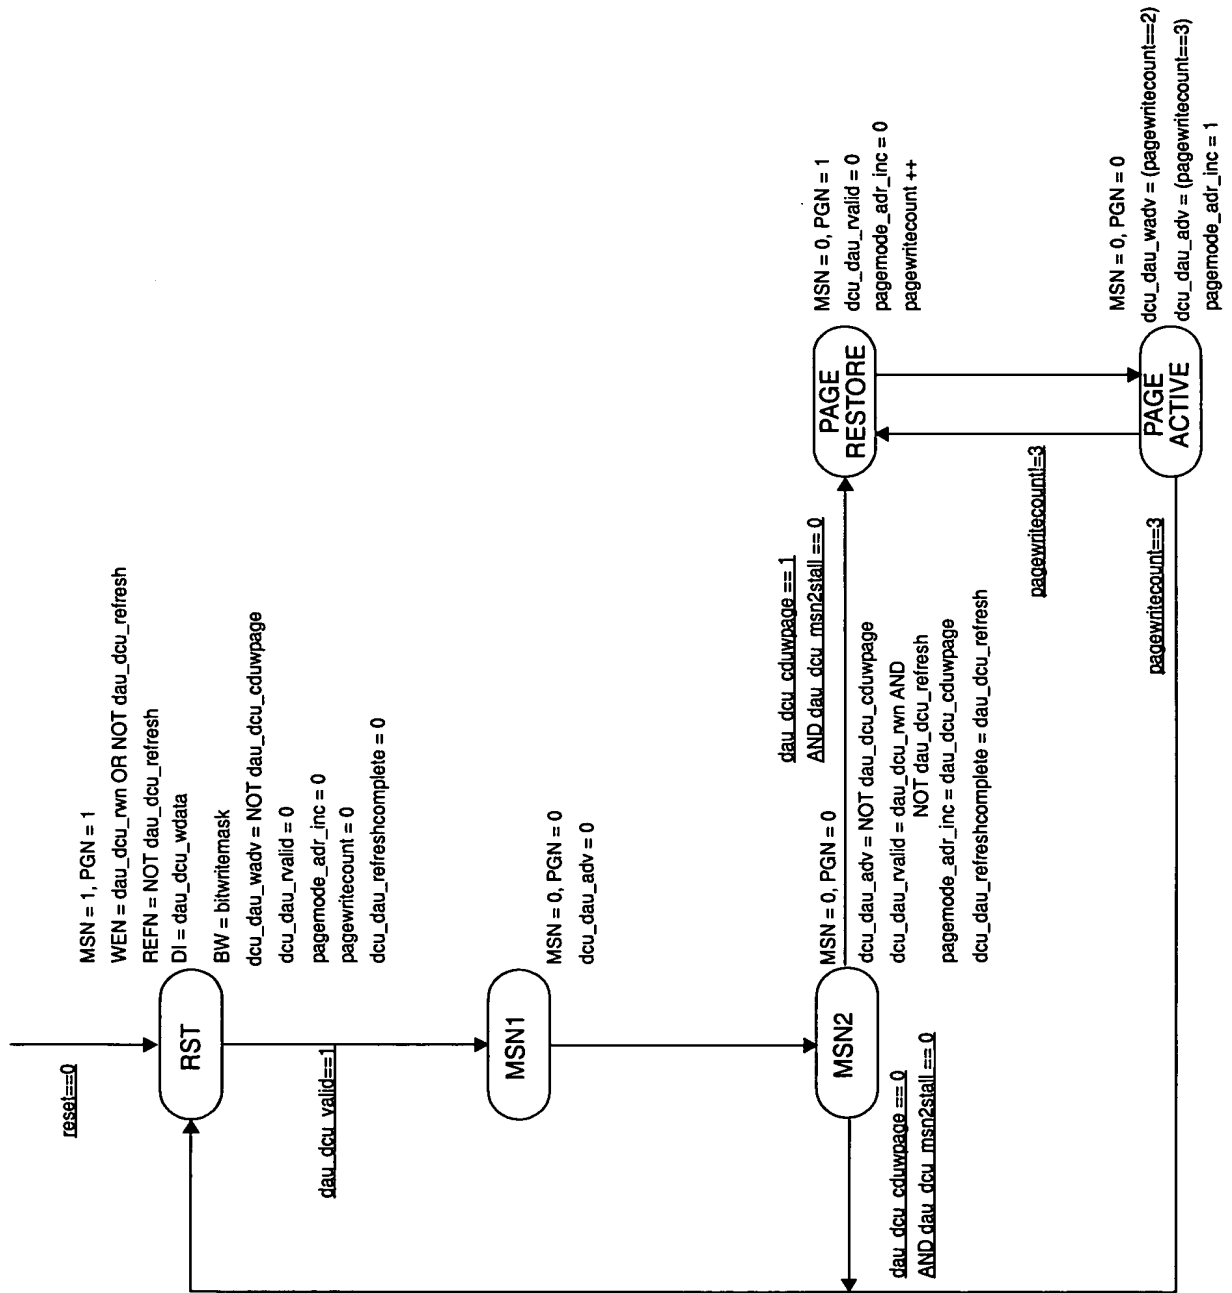 reset==0
RST
MSN = 1, PGN = 1
WEN = dau_dcu_rwn OR NOT dau_dcu_refresh
REFN = NOT dau_dcu_refresh
DI = dau_dcu_wdata
BW = bitwritemask
dcu_dau_wadv = NOT dau_dcu_cduwpage
dcu_dau_rvalid = 0
pagemode_adr_inc = 0
pagewritecount = 0
dcu_dau_refreshcomplete = 0
dau_dcu_valid==1
MSN1
MSN = 0, PGN = 0
dcu_dau_adv = 0
MSN2
MSN = 0, PGN = 0
dcu_dau_adv = NOT dau_dcu_cduwpage
dcu_dau_rvalid = dau_dcu_rwn AND
NOT dau_dcu_refresh
pagemode_adr_inc = dau_dcu_cduwpage
dcu_dau_refreshcomplete = dau_dcu_refresh
dau_dcu_cduwpage == 0
AND dau_dcu_msn2stall == 0
dau_dcu_cduwpage == 1
AND dau_dcu_msn2stall == 0
PAGE
RESTORE
MSN = 0, PGN = 1
dcu_dau_rvalid = 0
pagemode_adr_inc = 0
pagewritecount ++
pagewritecount!=3
pagewritecount==3
PAGE
ACTIVE
MSN = 0, PGN = 0
dcu_dau_wadv = (pagewritecount==2)
dcu_dau_adv = (pagewritecount==3)
pagemode_adr_inc = 1